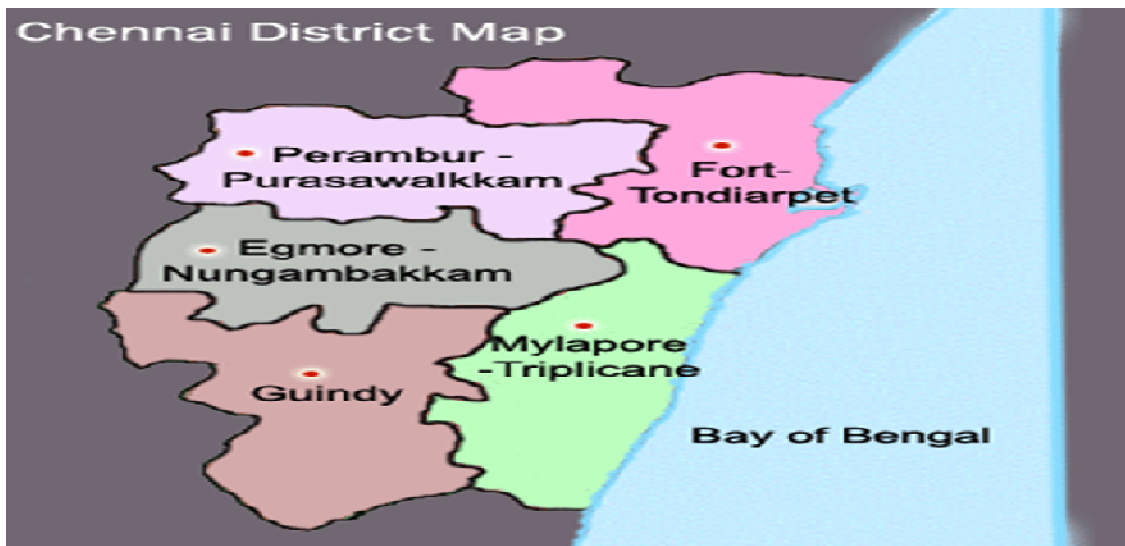 Chennai District Map
Perambur -
Purasawalkkam
Fort-
Tondiarpet
Egmore -
Nungambakkam
Mylapore
-Triplicane
Guindy
Bay of Bengal